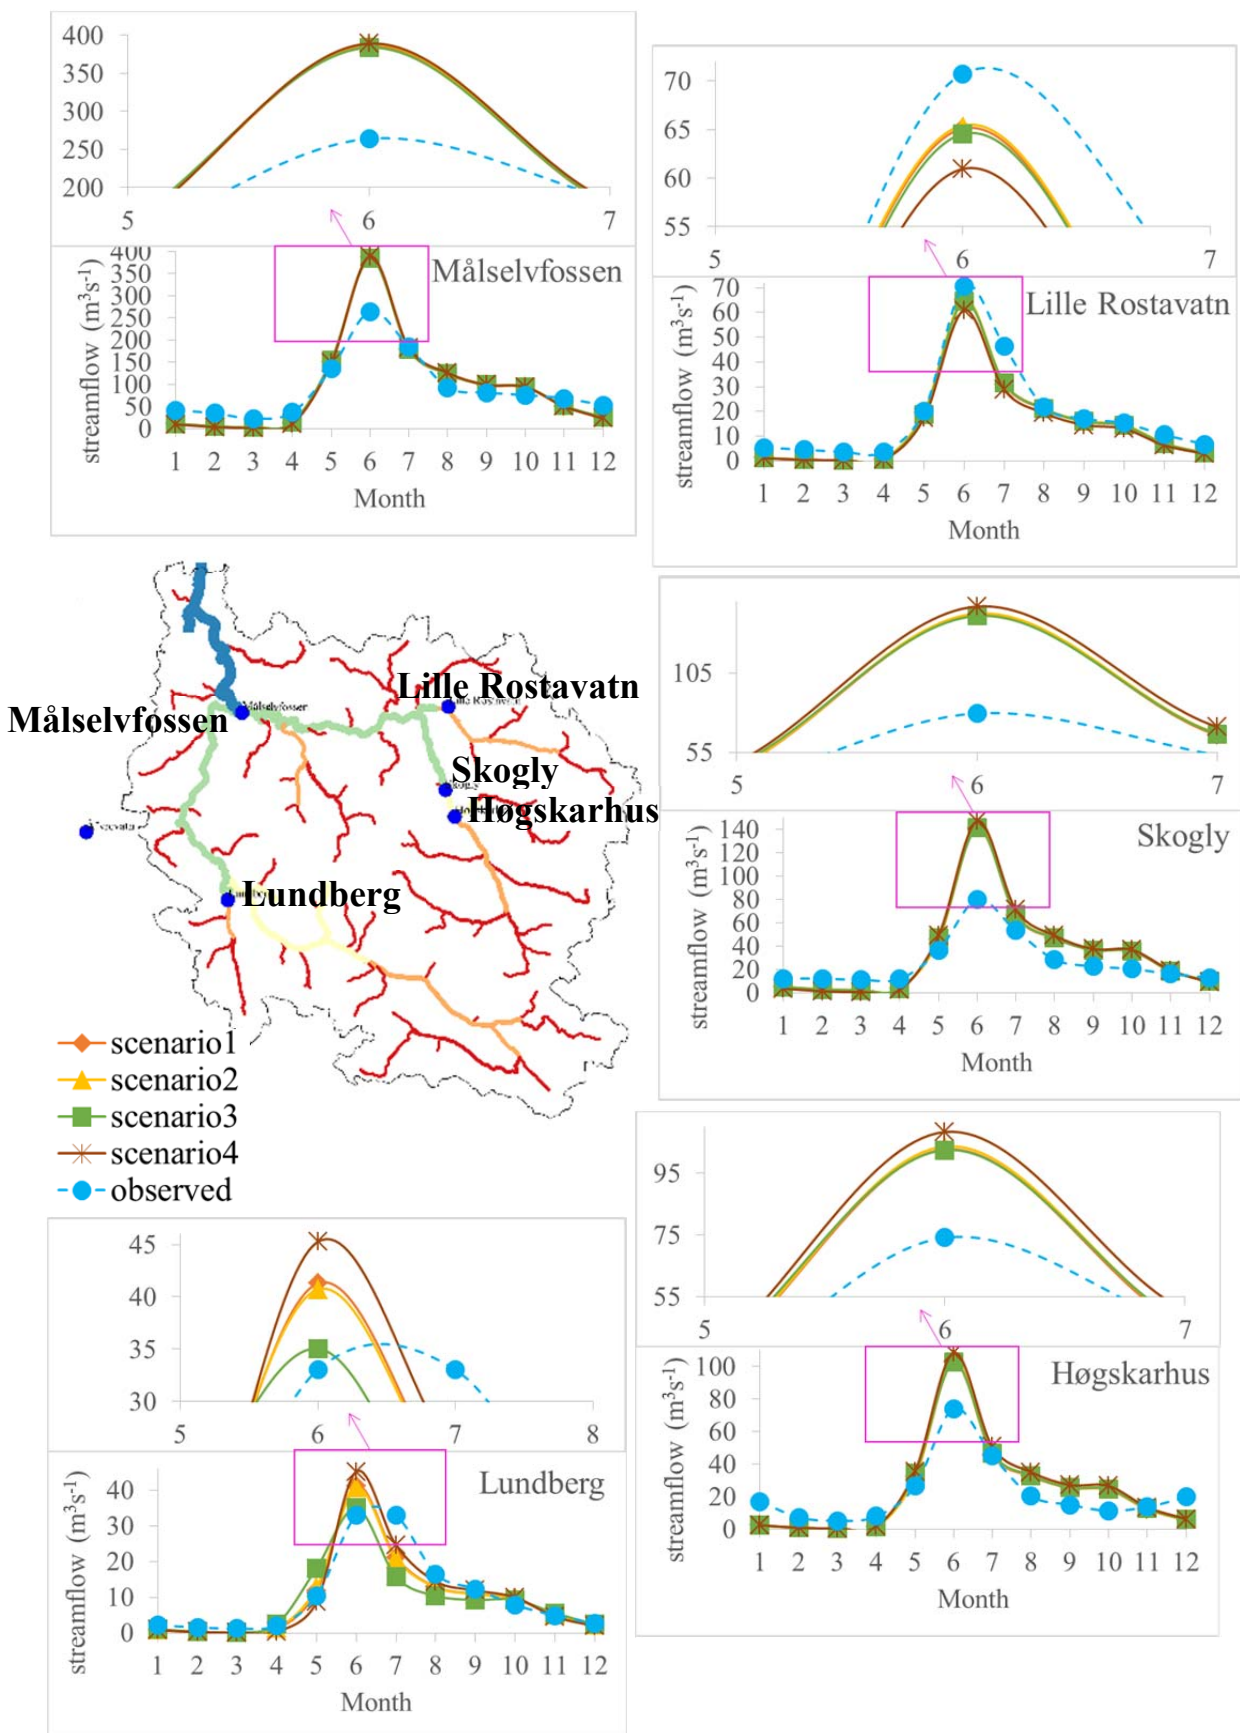 400
350
300
250
200
5
6
7
400
350
300
250
200
150
100
50
0
streamflow (m³s⁻¹)
Målselvfossen
1 2 3 4 5 6 7 8 9 10 11 12
Month
70
65
60
55
5
6
7
70
60
50
40
30
20
10
0
streamflow (m³s⁻¹)
Lille Rostavatn
1 2 3 4 5 6 7 8 9 10 11 12
Month
Lille Rostavatn
Målselvfossen
Målselvfossen
Skogly
Skogly
Høgskarhus
Lundberg
scenario1
scenario2
scenario3
scenario4
observed
105
55
5
6
7
140
120
100
80
60
40
20
0
streamflow (m³s⁻¹)
Skogly
1 2 3 4 5 6 7 8 9 10 11 12
Month
45
40
35
30
5
6
7
8
40
30
20
10
0
streamflow (m³s⁻¹)
Lundberg
1 2 3 4 5 6 7 8 9 10 11 12
Month
95
75
55
5
6
7
100
80
60
40
20
0
streamflow (m³s⁻¹)
Høgskarhus
1 2 3 4 5 6 7 8 9 10 11 12
Month